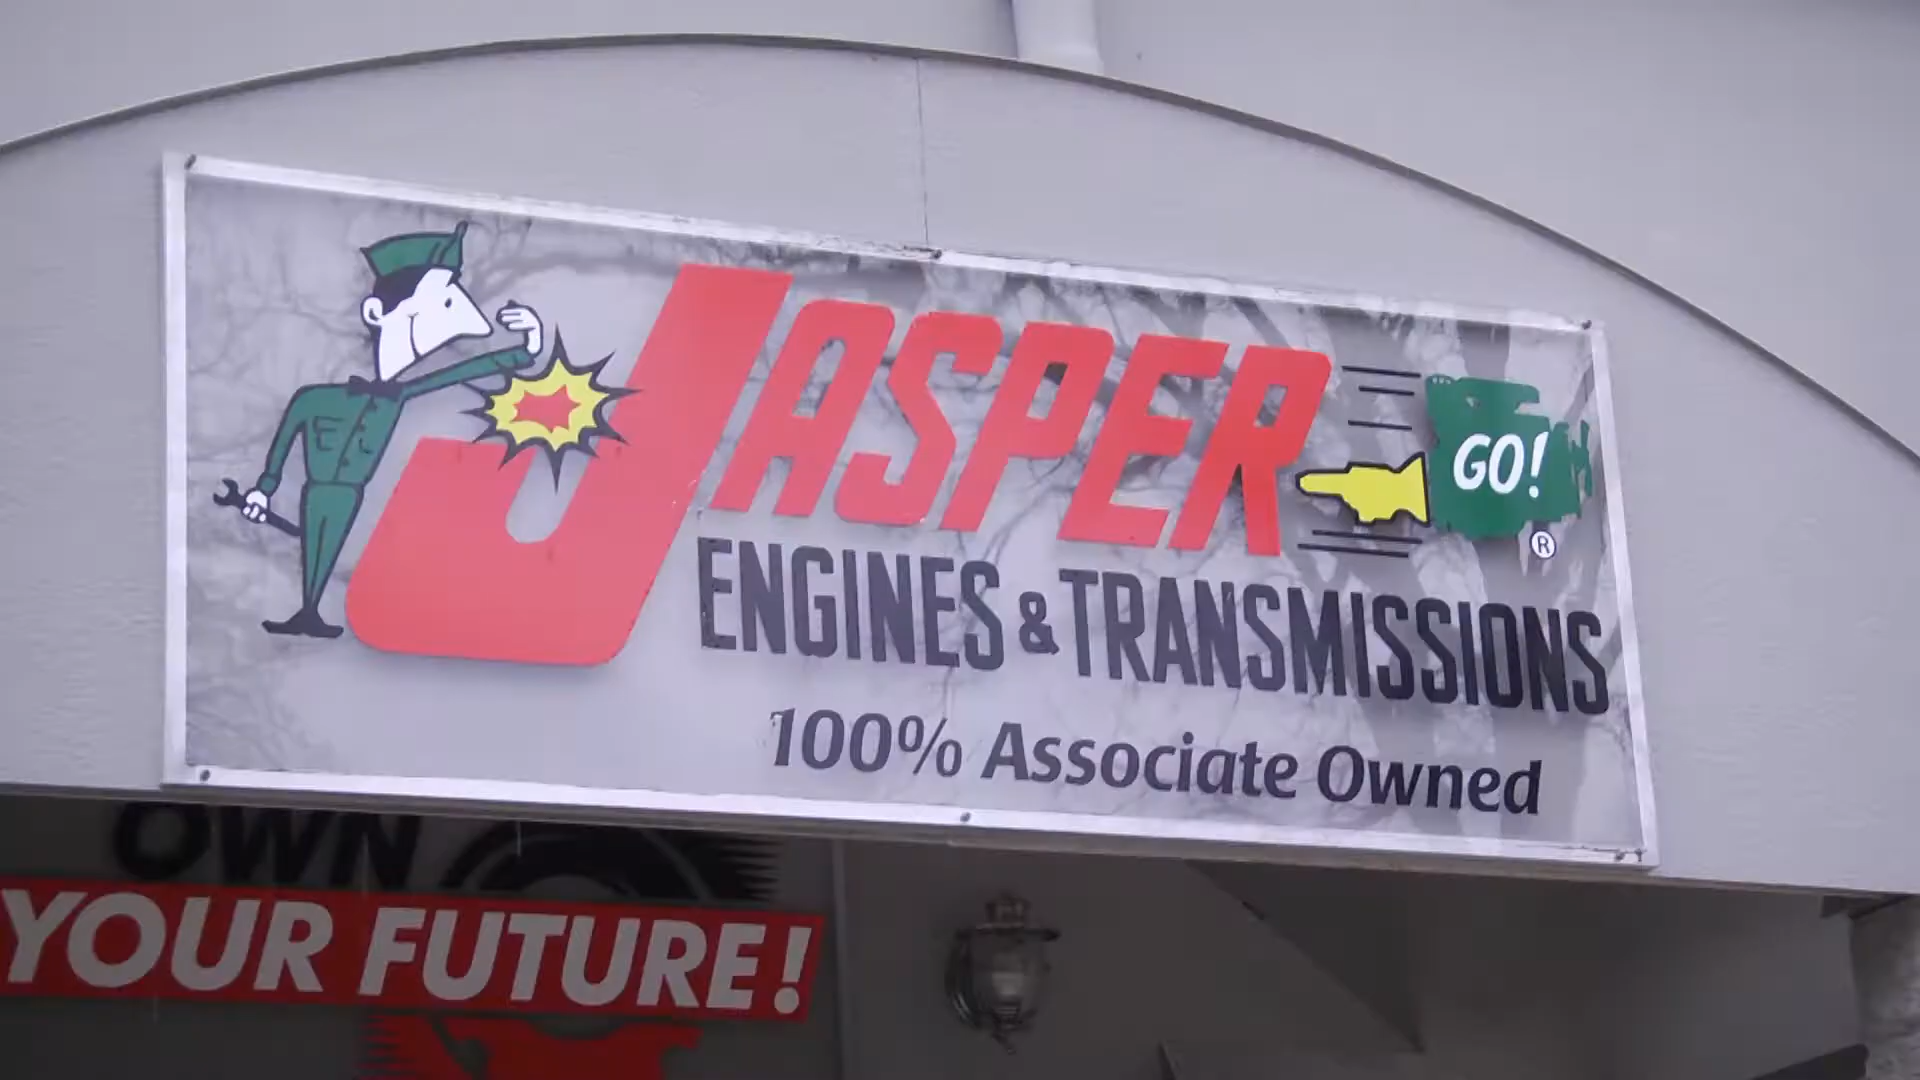 JASPER
GO!
®
ENGINES & TRANSMISSIONS
100% Associate Owned
OWN
YOUR FUTURE!